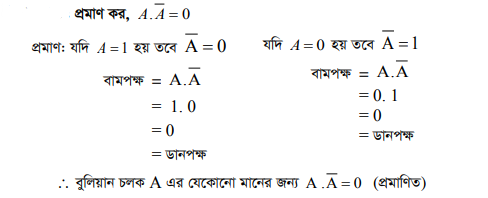 প্রমাণ কর, A.A̅ = 0
প্রমাণঃ যদি A = 1 হয় তবে A̅ = 0
বামপক্ষ = A.A̅
= 1. 0
= 0
= ডানপক্ষ
যদি A = 0 হয় তবে A̅ = 1
বামপক্ষ = A.A̅
= 0. 1
= 0
= ডানপক্ষ
∴ বুলিয়ান চলক A এর যেকোনো মানের জন্য A .A̅ = 0 (প্রমাণিত)